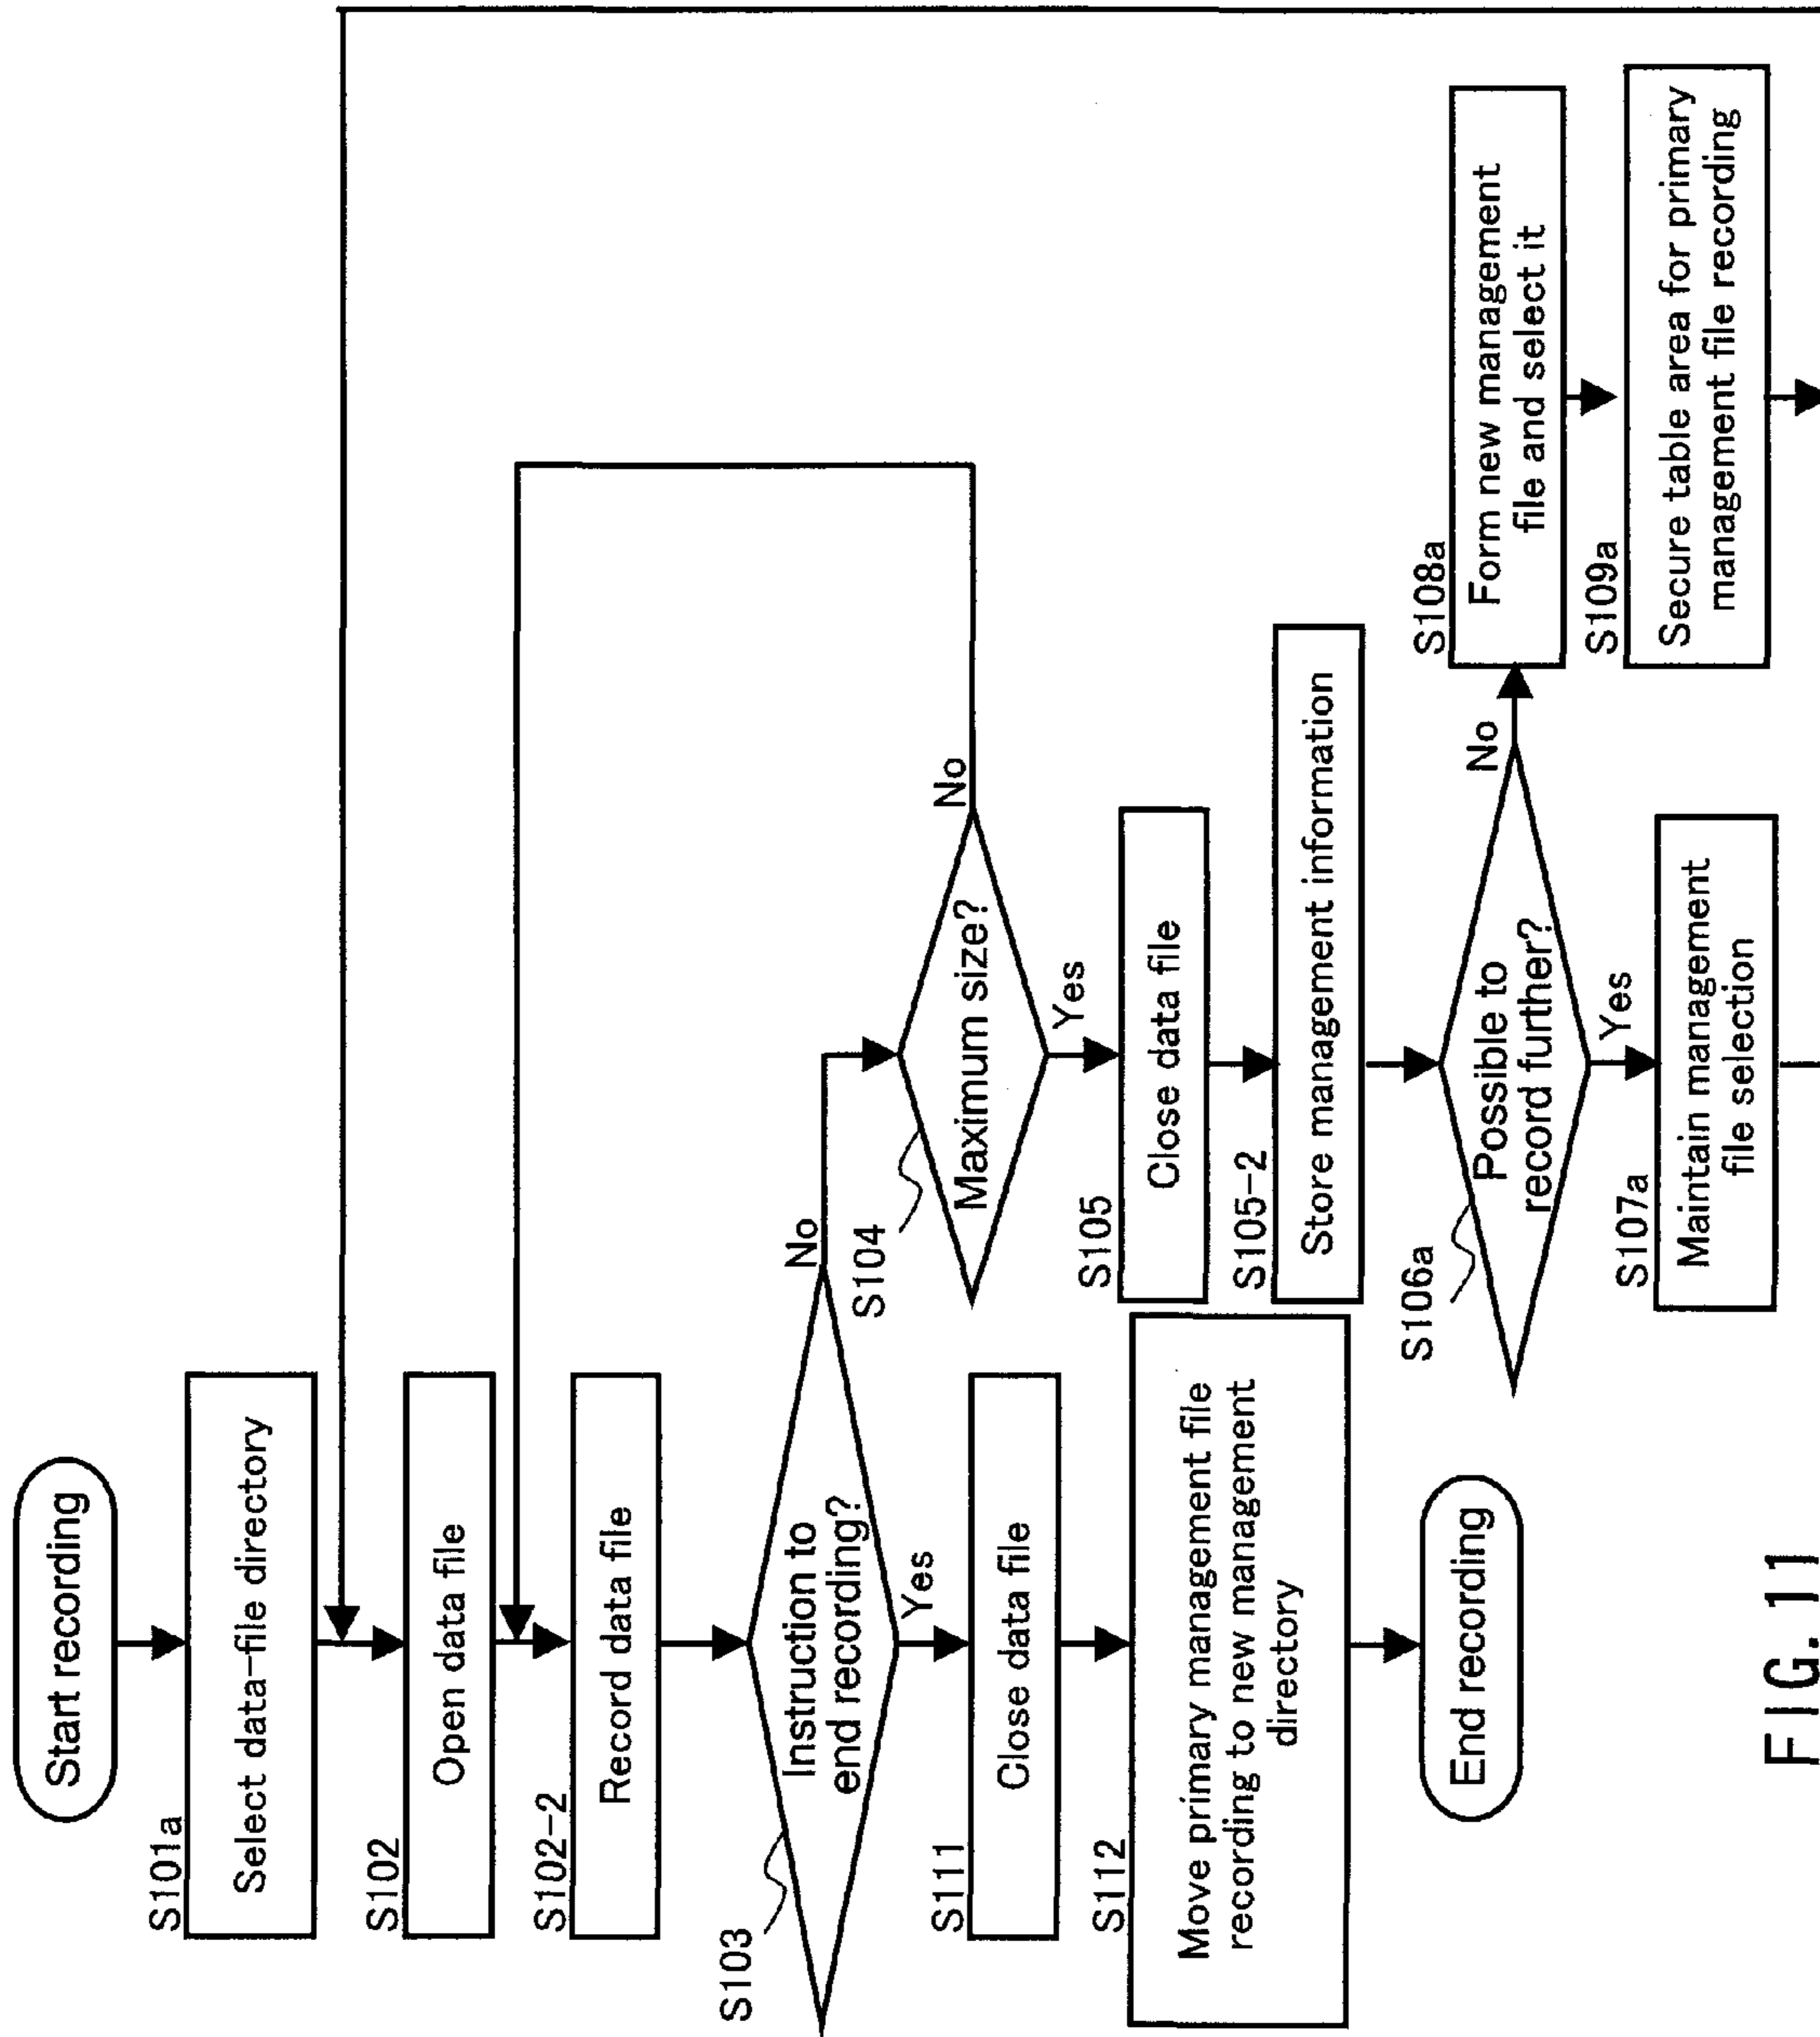 Start recording
S101a
Select data-file directory
S102
Open data file
S102-2
Record data file
S103
Instruction to
end recording?
No
Yes
S111
Close data file
S112
Move primary management file
recording to new management
directory
End recording
S104
Maximum size?
No
Yes
S105
Close data file
S105-2
Store management information
S106a
Possible to
record further?
No
Yes
S107a
Maintain management
file selection
S108a
Form new management
file and select it
S109a
Secure table area for primary
management file recording
FIG. 11